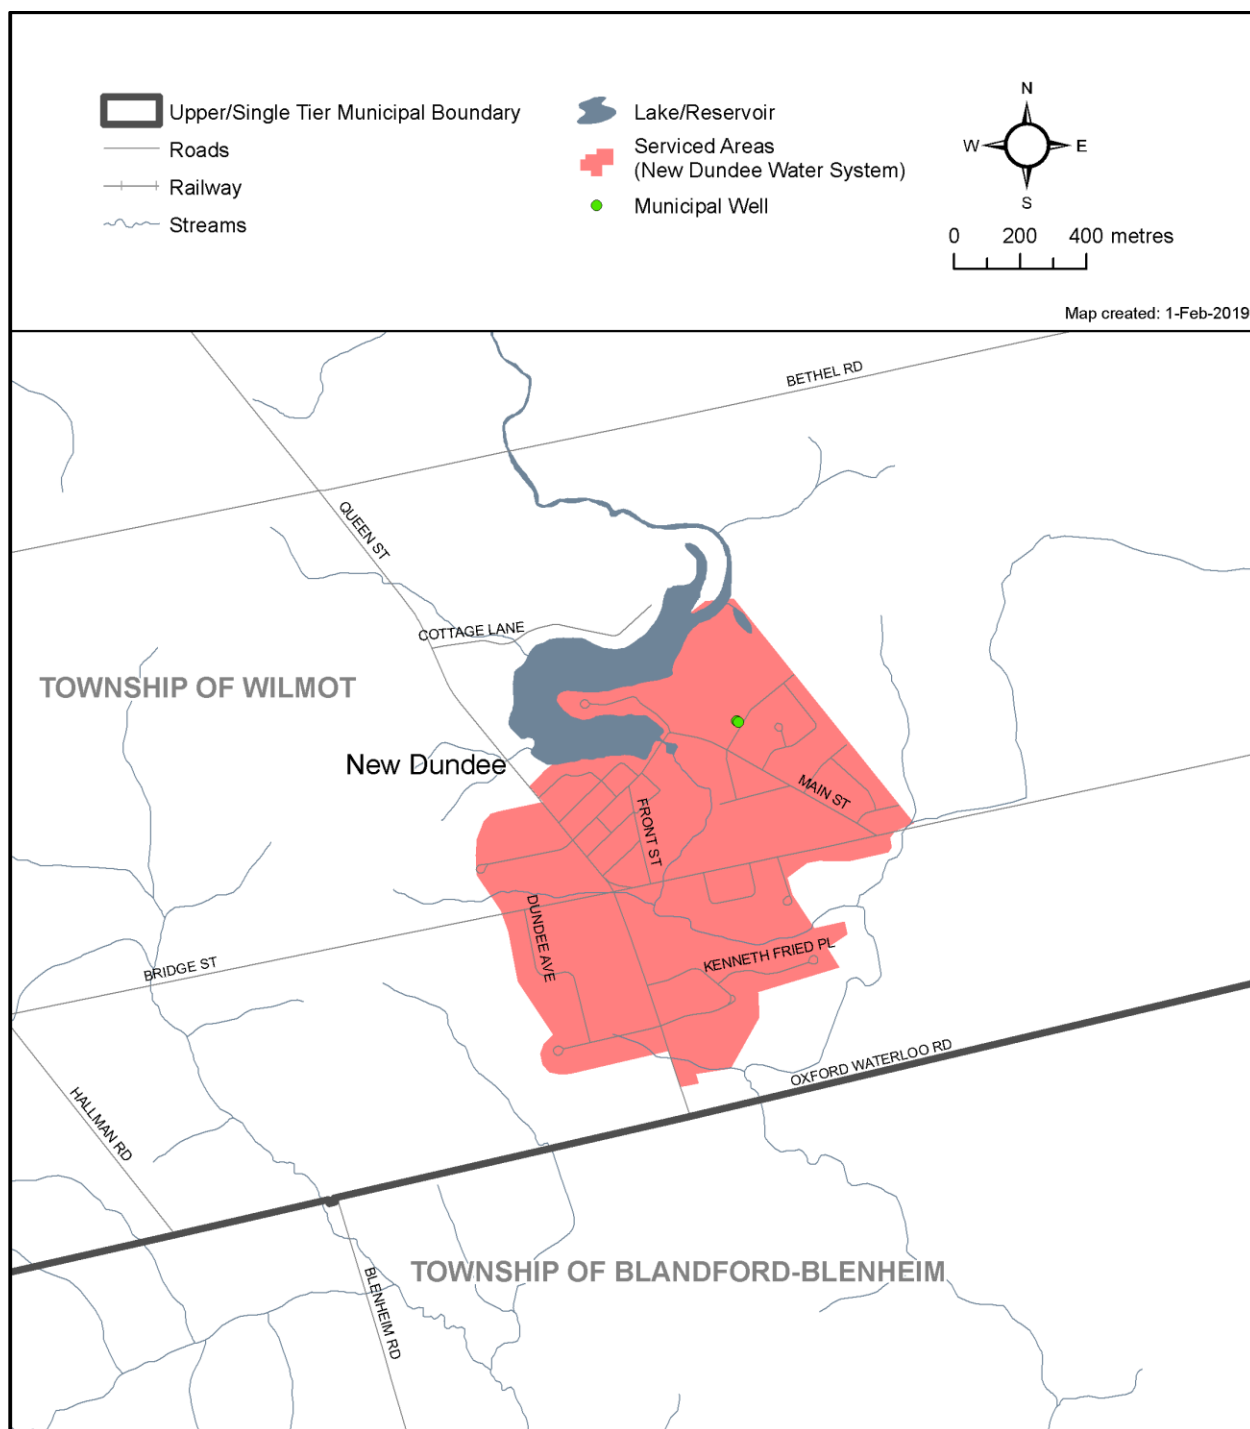 Upper/Single Tier Municipal Boundary
Roads
Railway
Streams
Lake/Reservoir
Serviced Areas
(New Dundee Water System)
Municipal Well
N
W E
S
0 200 400 metres
Map created: 1-Feb-2019
BETHEL RD
QUEEN ST
COTTAGE LANE
TOWNSHIP OF WILMOT
New Dundee
MAIN ST
FRONT ST
DUNDEE AVE
KENNETH FRIED PL
BRIDGE ST
OXFORD WATERLOO RD
HALLMAN RD
TOWNSHIP OF BLANDFORD-BLENHEIM
BLENHEIM RD